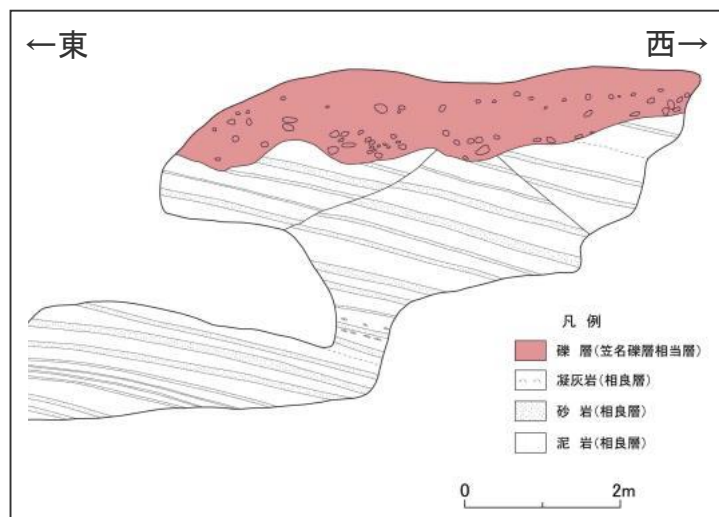 ←東
西→
凡 例
礫 層(笠名礫層相当層)
凝灰岩(相良層)
砂 岩(相良層)
泥 岩(相良層)
0
2m